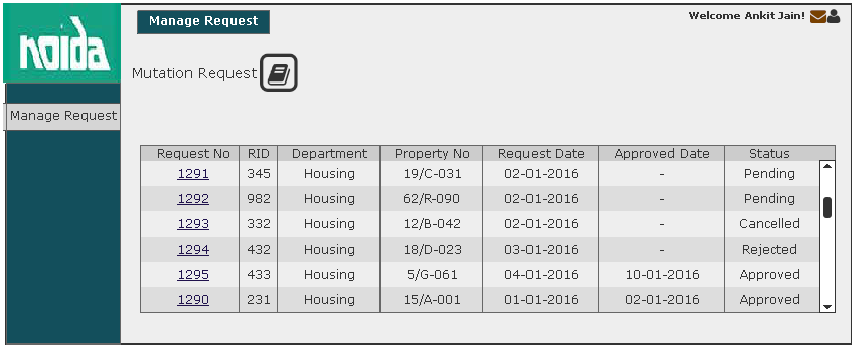 Manage Request
Welcome Ankit Jain!
noida
Mutation Request
Manage Request
Request No RID Department Property No Request Date Approved Date Status
1291 345 Housing 19/C-031 02-01-2016 - Pending
1292 982 Housing 62/R-090 02-01-2016 - Pending
1293 332 Housing 12/B-042 02-01-2016 - Cancelled
1294 432 Housing 18/D-023 03-01-2016 - Rejected
1295 433 Housing 5/G-061 04-01-2016 10-01-2016 Approved
1290 231 Housing 15/A-001 01-01-2016 02-01-2016 Approved